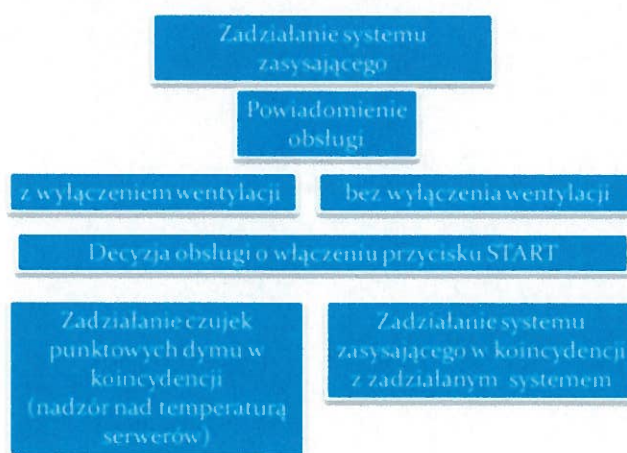 Zadziałanie systemu
zasysającego
Powiadomienie
obsługi
z wyłączeniem wentylacji
bez wyłączenia wentylacji
Decyzja obsługi o włączeniu przycisku START
Zadziałanie czujek
punktowych dymu w
koincydencji
(nadzór nad temperaturą
serwerów)
Zadziałanie systemu
zasysającego w koincydencji
z zadziałanym systemem